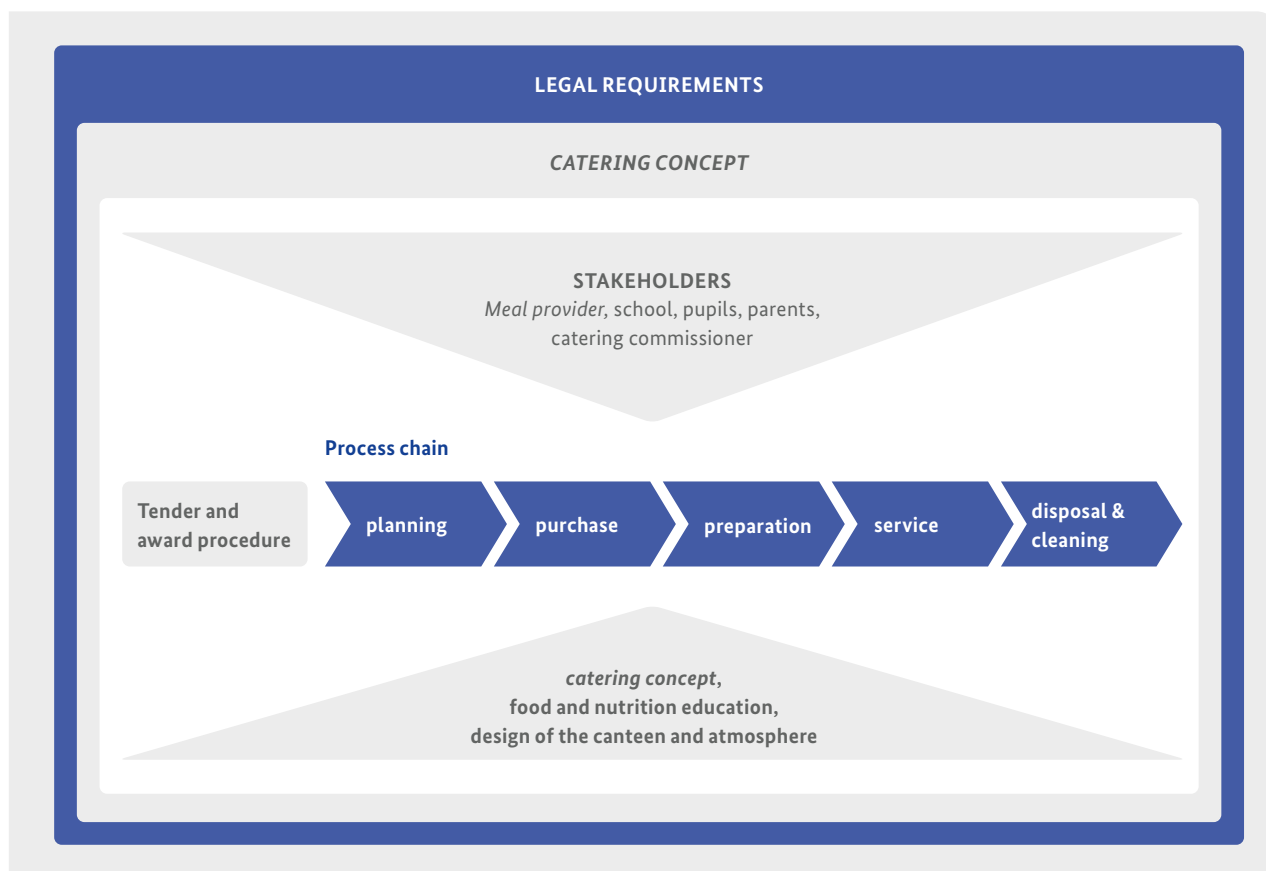 LEGAL REQUIREMENTS
CATERING CONCEPT
STAKEHOLDERS
Meal provider, school, pupils, parents,
catering commissioner
Process chain
Tender and
award procedure
planning
purchase
preparation
service
disposal &
cleaning
catering concept,
food and nutrition education,
design of the canteen and atmosphere